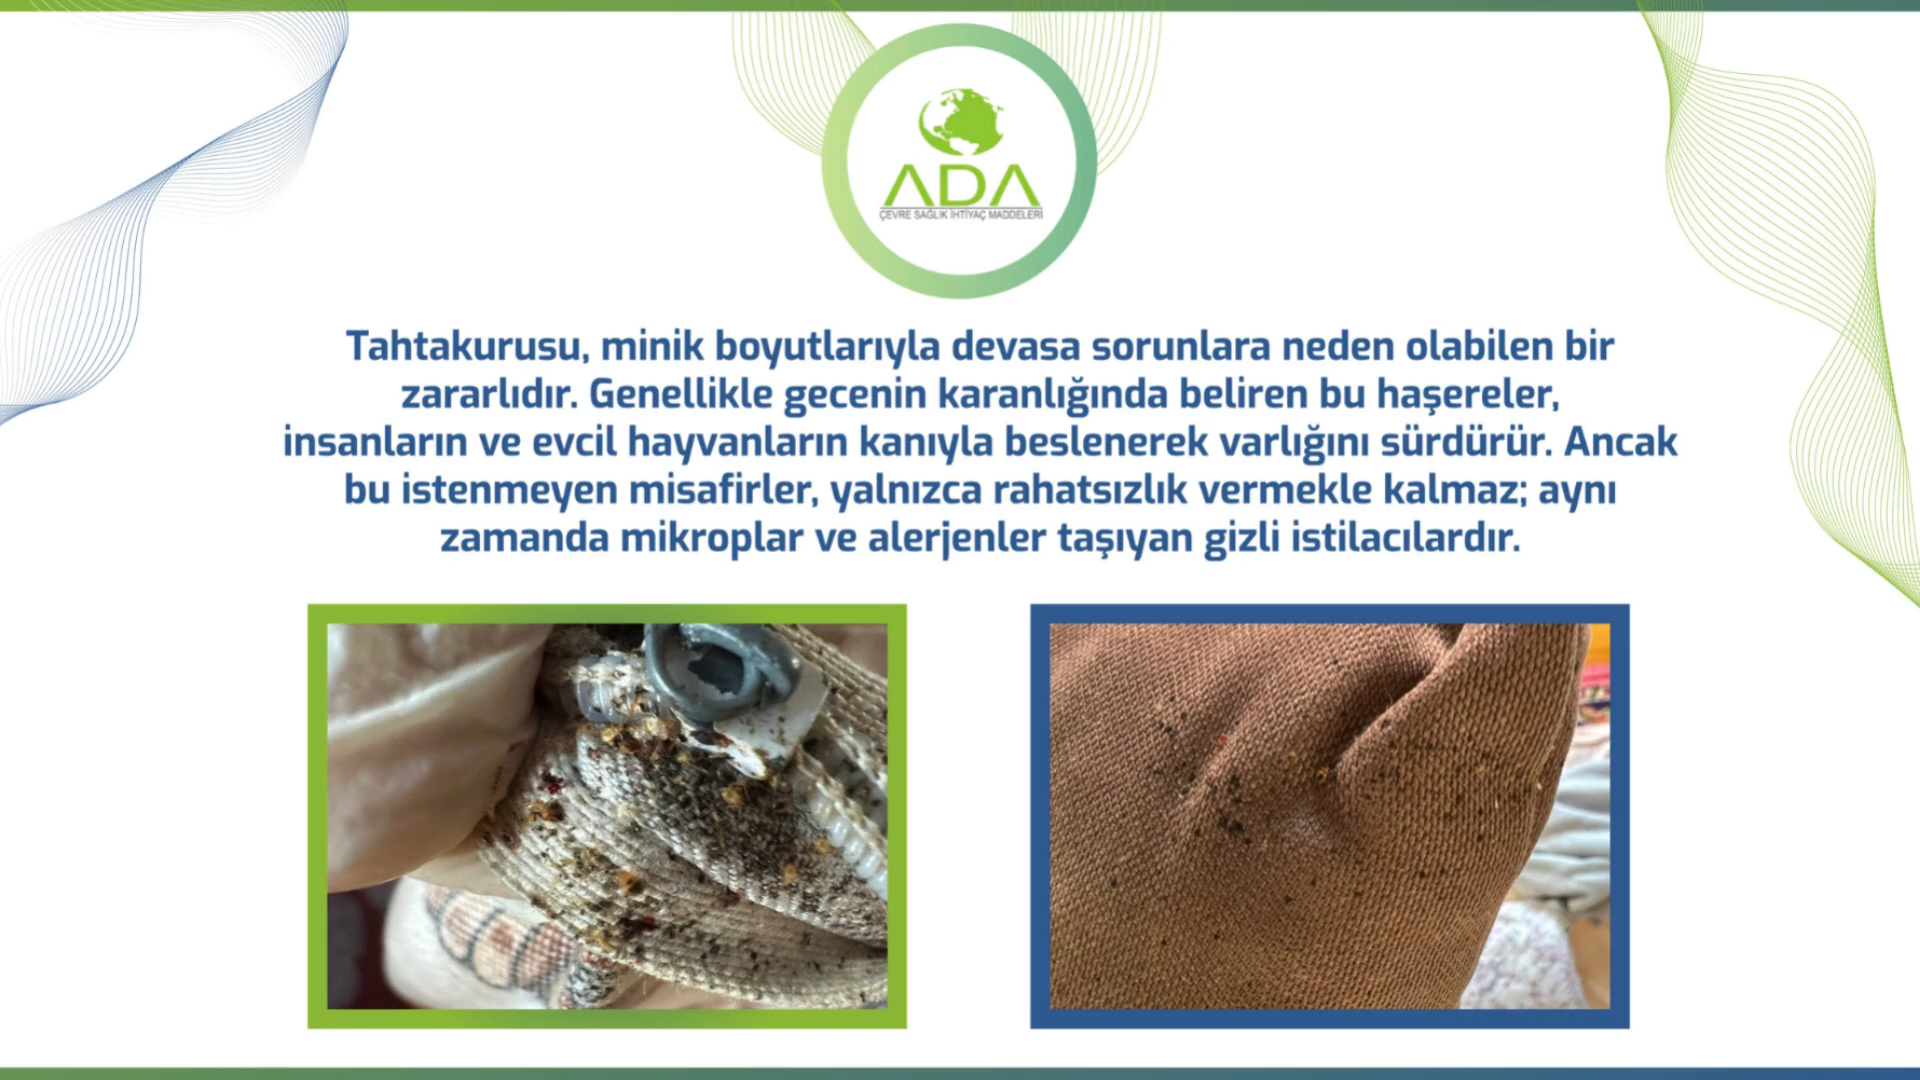 ADA
ÇEVRE SAĞLIK İHTİYAÇ MADDELERİ
Tahtakurusu, minik boyutlarıyla devasa sorunlara neden olabilen bir
zararlıdır. Genellikle gecenin karanlığında beliren bu haşereler,
insanların ve evcil hayvanların kanıyla beslenerek varlığını sürdürür. Ancak
bu istenmeyen misafirler, yalnızca rahatsızlık vermekle kalmaz; aynı
zamanda mikroplar ve alerjenler taşıyan gizli istilacılardır.